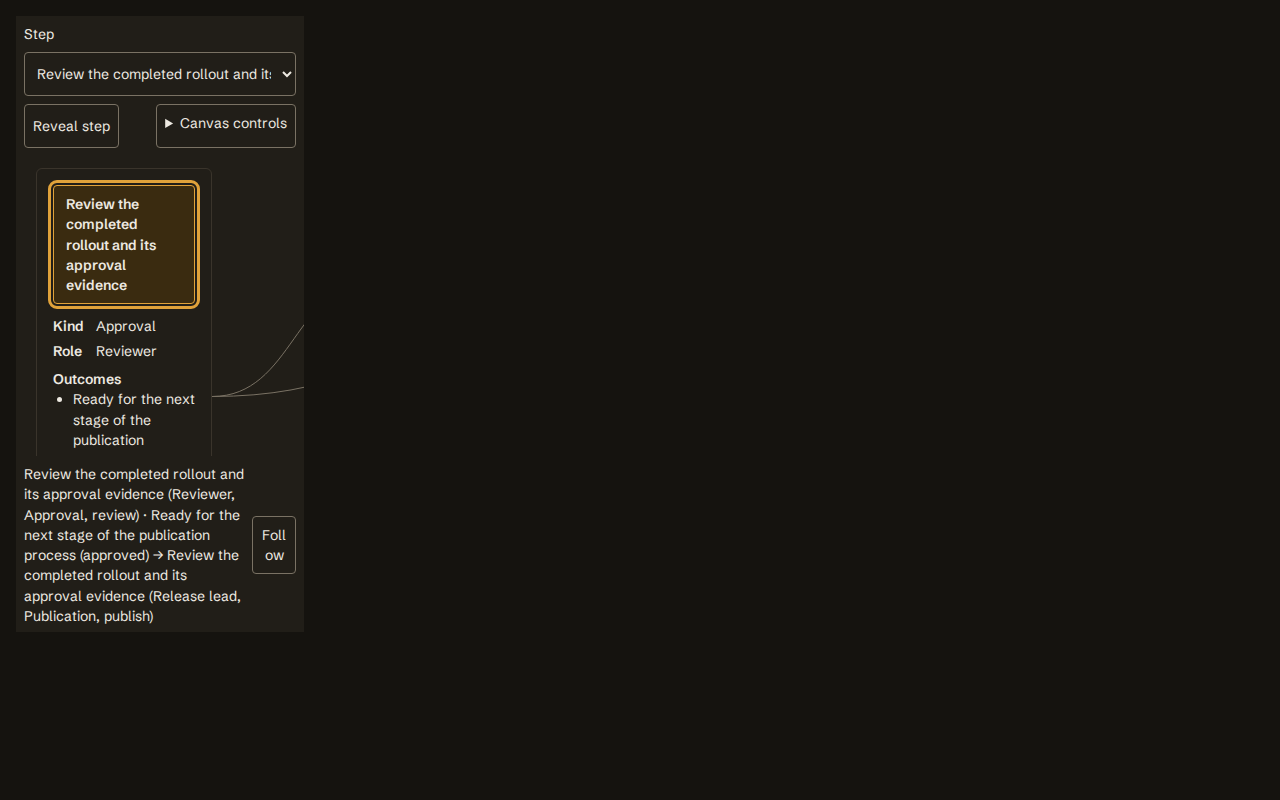 Step
Review the completed rollout and its
Reveal step
Canvas controls
Review the
completed
rollout and its
approval
evidence
Kind Approval
Role Reviewer
Outcomes
Ready for the next
stage of the
publication
Review the completed rollout and
its approval evidence (Reviewer,
Approval, review) · Ready for the
next stage of the publication
process (approved) → Review the
completed rollout and its
approval evidence (Release lead,
Publication, publish)
Foll
ow